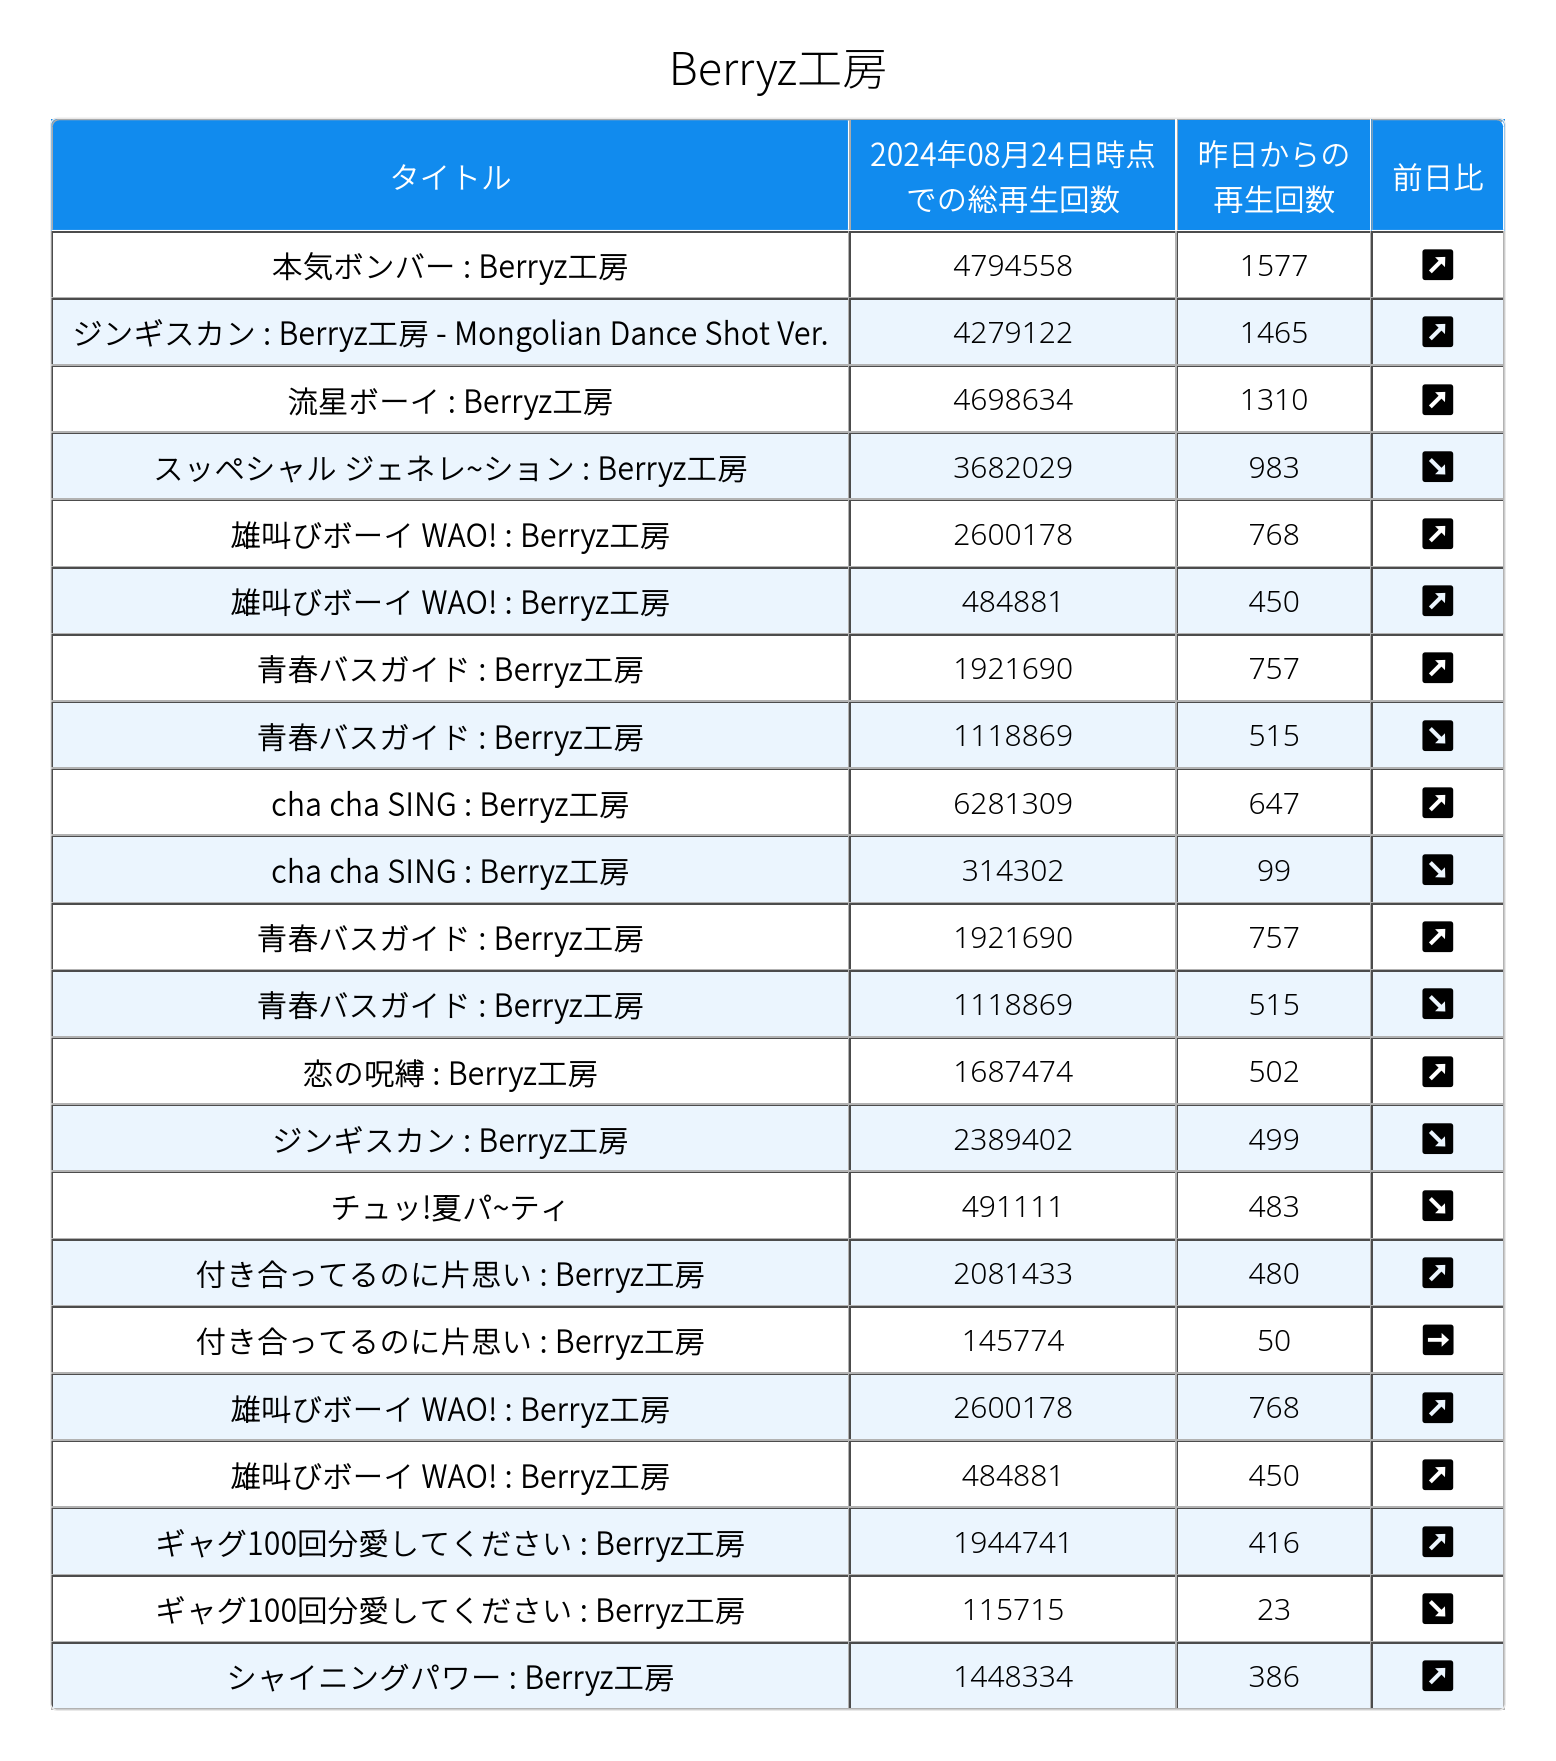 Berryz工房
タイトル 2024年08月24日時点での総再生回数 昨日からの再生回数 前日比
本気ボンバー : Berryz工房 4794558 1577 ↗
ジンギスカン : Berryz工房 - Mongolian Dance Shot Ver. 4279122 1465 ↗
流星ボーイ : Berryz工房 4698634 1310 ↗
スッペシャル ジェネレ~ション : Berryz工房 3682029 983 ↘
雄叫びボーイ WAO! : Berryz工房 2600178 768 ↗
雄叫びボーイ WAO! : Berryz工房 484881 450 ↗
青春バスガイド : Berryz工房 1921690 757 ↗
青春バスガイド : Berryz工房 1118869 515 ↘
cha cha SING : Berryz工房 6281309 647 ↗
cha cha SING : Berryz工房 314302 99 ↘
青春バスガイド : Berryz工房 1921690 757 ↗
青春バスガイド : Berryz工房 1118869 515 ↘
恋の呪縛 : Berryz工房 1687474 502 ↗
ジンギスカン : Berryz工房 2389402 499 ↘
チュッ!夏パ~ティ 491111 483 ↘
付き合ってるのに片思い : Berryz工房 2081433 480 ↗
付き合ってるのに片思い : Berryz工房 145774 50 →
雄叫びボーイ WAO! : Berryz工房 2600178 768 ↗
雄叫びボーイ WAO! : Berryz工房 484881 450 ↗
ギャグ100回分愛してください : Berryz工房 1944741 416 ↗
ギャグ100回分愛してください : Berryz工房 115715 23 ↘
シャイニングパワー : Berryz工房 1448334 386 ↗